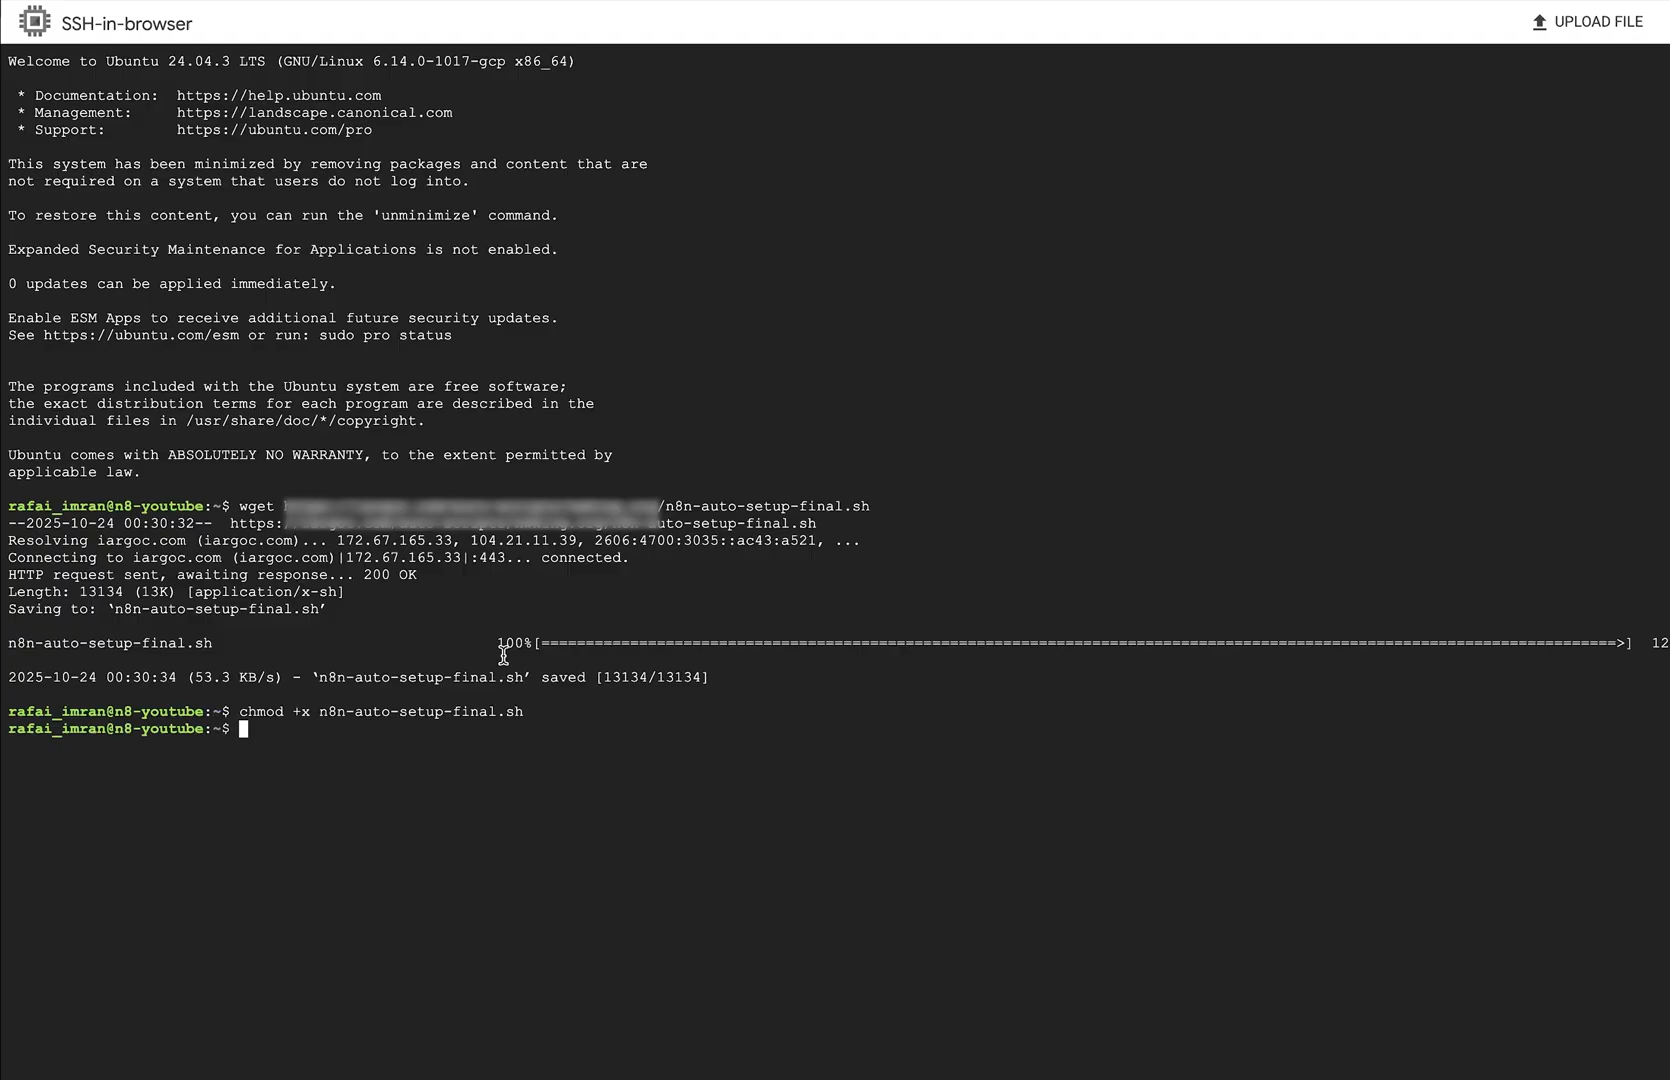 SSH-in-browser
UPLOAD FILE
Welcome to Ubuntu 24.04.3 LTS (GNU/Linux 6.14.0-1017-gcp x86_64)
* Documentation:  https://help.ubuntu.com
* Management:     https://landscape.canonical.com
* Support:        https://ubuntu.com/pro
This system has been minimized by removing packages and content that are
not required on a system that users do not log into.
To restore this content, you can run the 'unminimize' command.
Expanded Security Maintenance for Applications is not enabled.
0 updates can be applied immediately.
Enable ESM Apps to receive additional future security updates.
See https://ubuntu.com/esm or run: sudo pro status
The programs included with the Ubuntu system are free software;
the exact distribution terms for each program are described in the
individual files in /usr/share/doc/*/copyright.
Ubuntu comes with ABSOLUTELY NO WARRANTY, to the extent permitted by
applicable law.
rafai_imran@n8-youtube:~$ wget /n8n-auto-setup-final.sh
--2025-10-24 00:30:32--  https: uto-setup-final.sh
Resolving iargoc.com (iargoc.com)... 172.67.165.33, 104.21.11.39, 2606:4700:3035::ac43:a521, ...
Connecting to iargoc.com (iargoc.com)|172.67.165.33|:443... connected.
HTTP request sent, awaiting response... 200 OK
Length: 13134 (13K) [application/x-sh]
Saving to: ‘n8n-auto-setup-final.sh’
n8n-auto-setup-final.sh 100%[=========================================================================================================================>] 12
2025-10-24 00:30:34 (53.3 KB/s) - ‘n8n-auto-setup-final.sh’ saved [13134/13134]
rafai_imran@n8-youtube:~$ chmod +x n8n-auto-setup-final.sh
rafai_imran@n8-youtube:~$